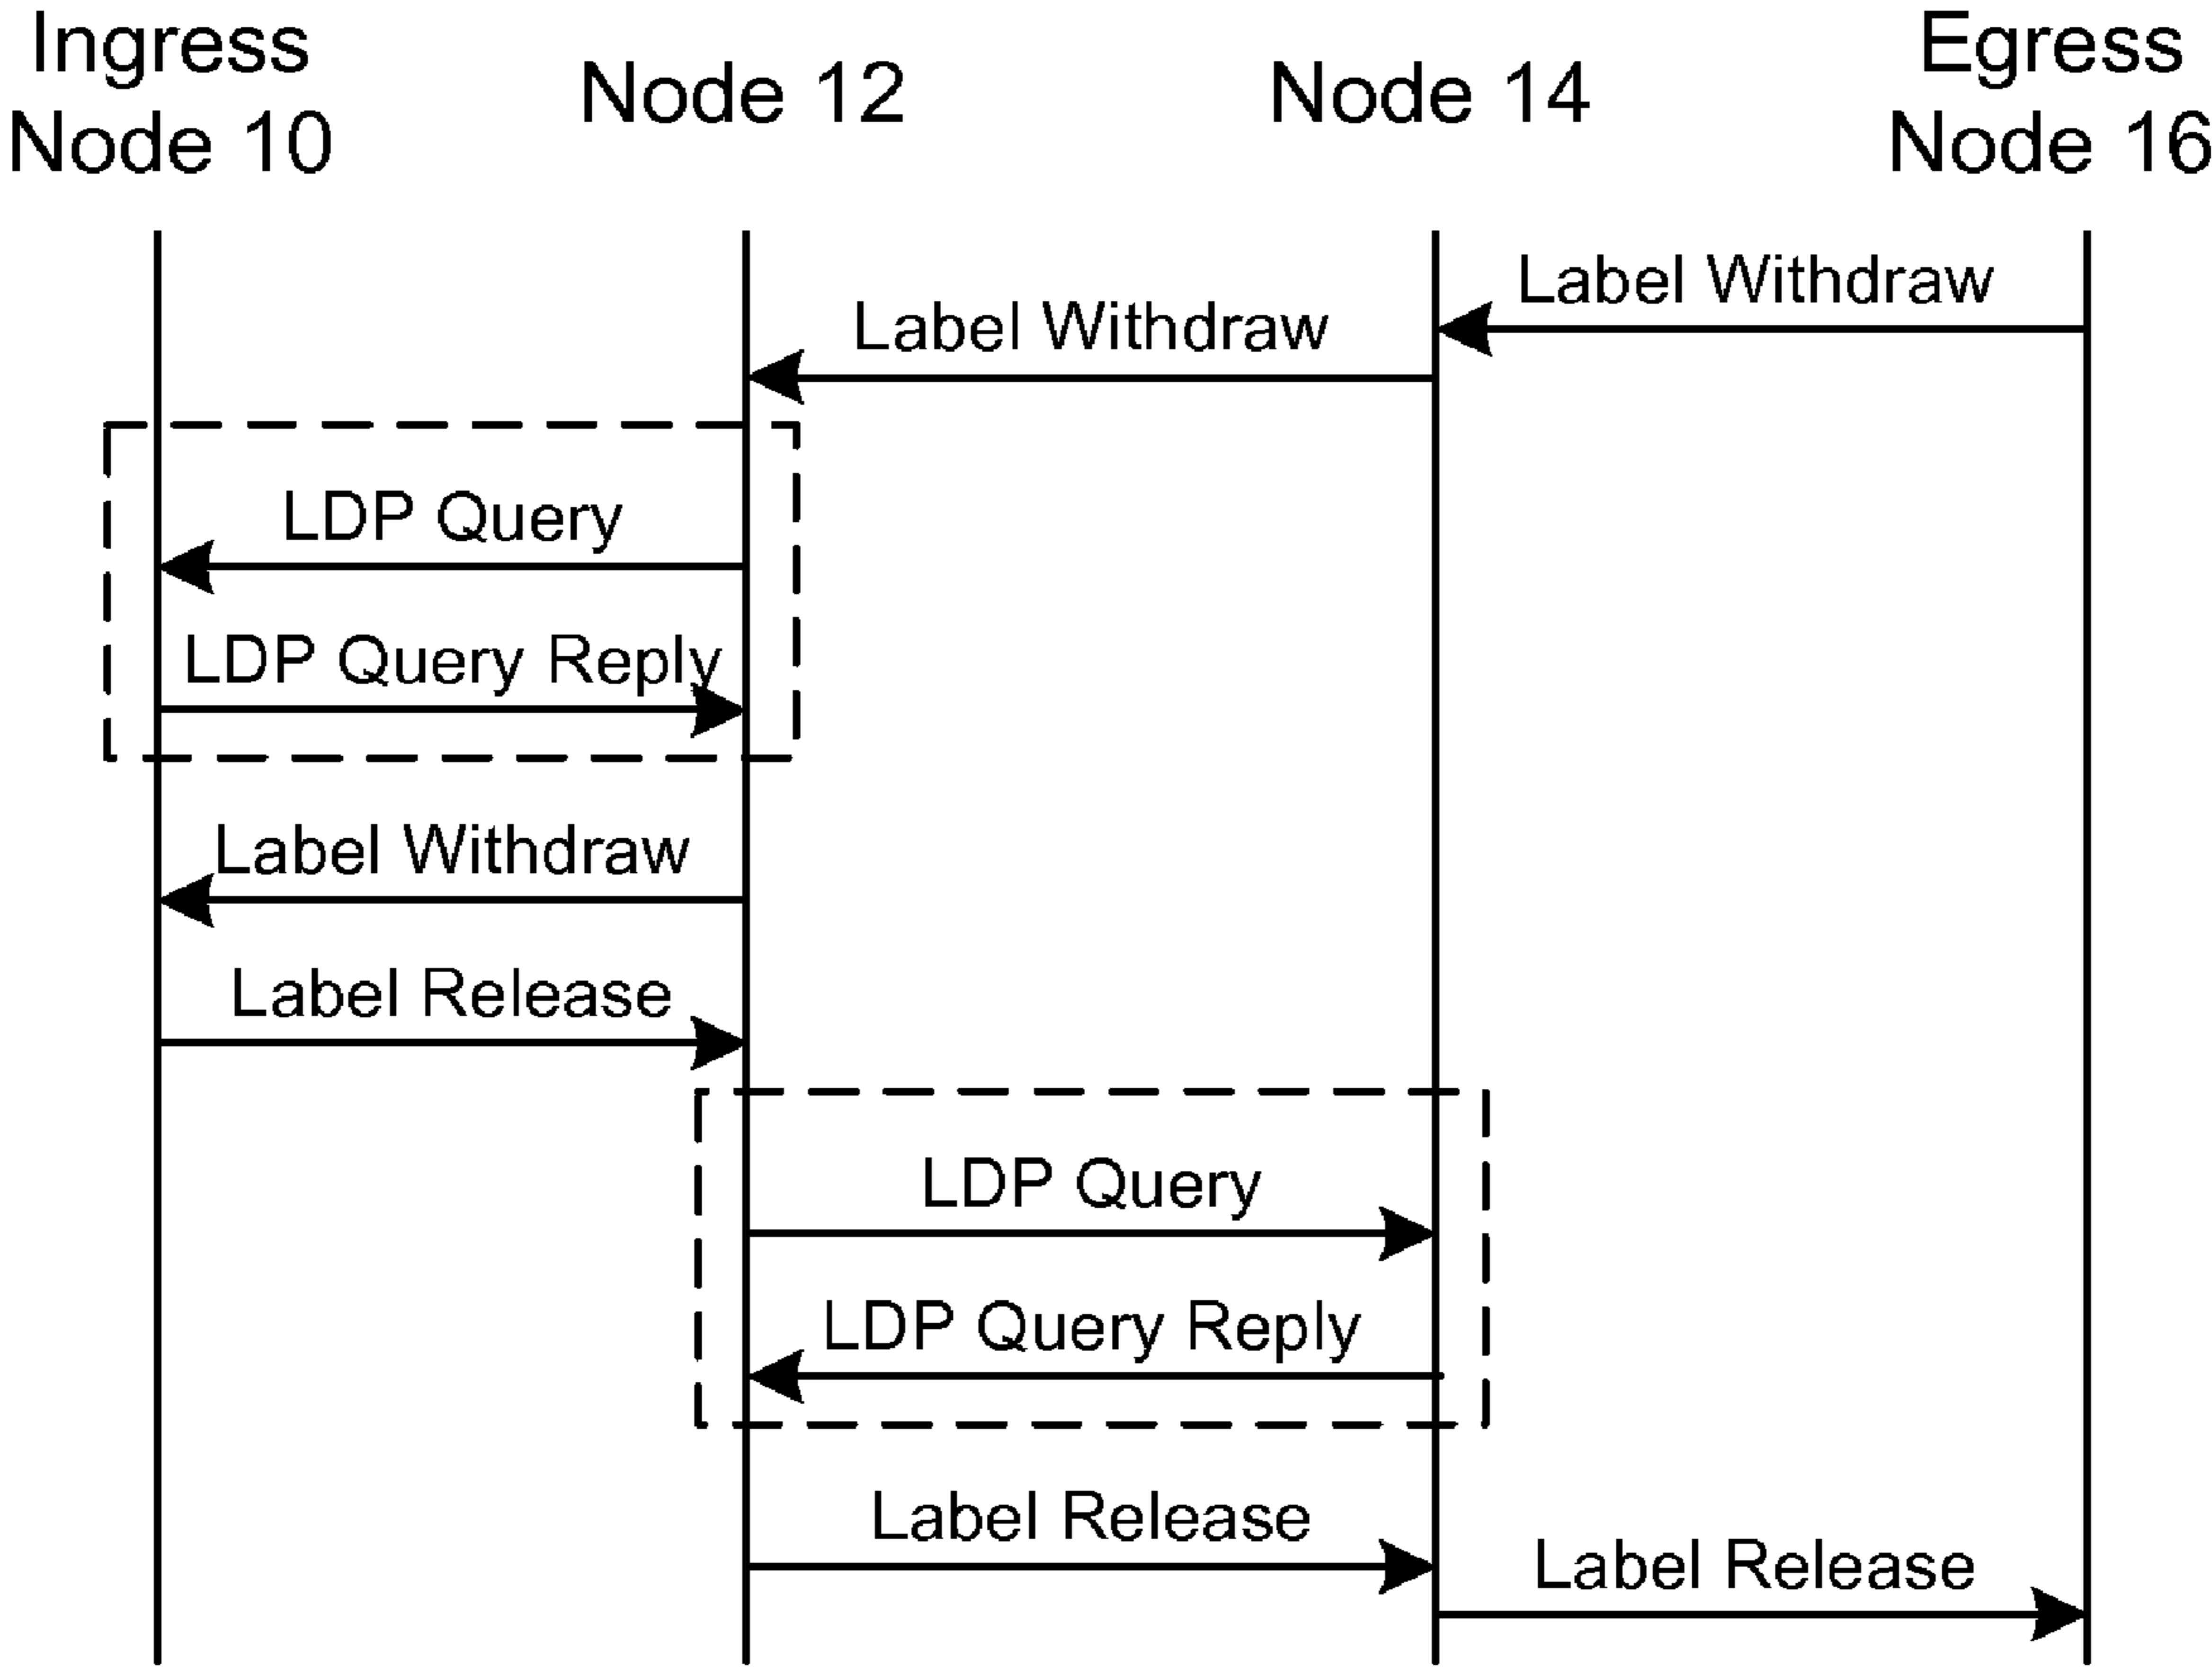 Ingress
Node 10
Node 12
Node 14
Egress
Node 16
Label Withdraw
Label Withdraw
LDP Query
LDP Query Reply
Label Withdraw
Label Release
LDP Query
LDP Query Reply
Label Release
Label Release